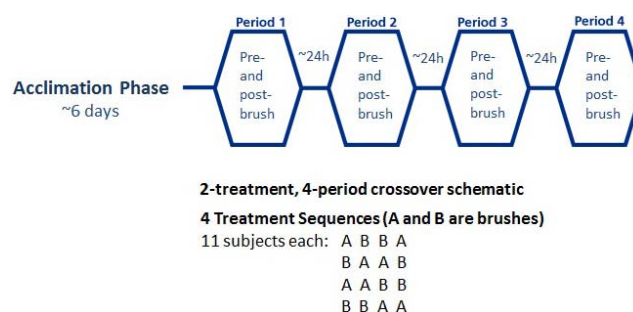 Period 1 Period 2 Period 3 Period 4
Acclimation Phase
~6 days
Pre-
and
post-
brush
~24h
Pre-
and
post-
brush
~24h
Pre-
and
post-
brush
~24h
Pre-
and
post-
brush
2-treatment, 4-period crossover schematic
4 Treatment Sequences (A and B are brushes)
11 subjects each: A B B A
B A A B
A A B B
B B A A